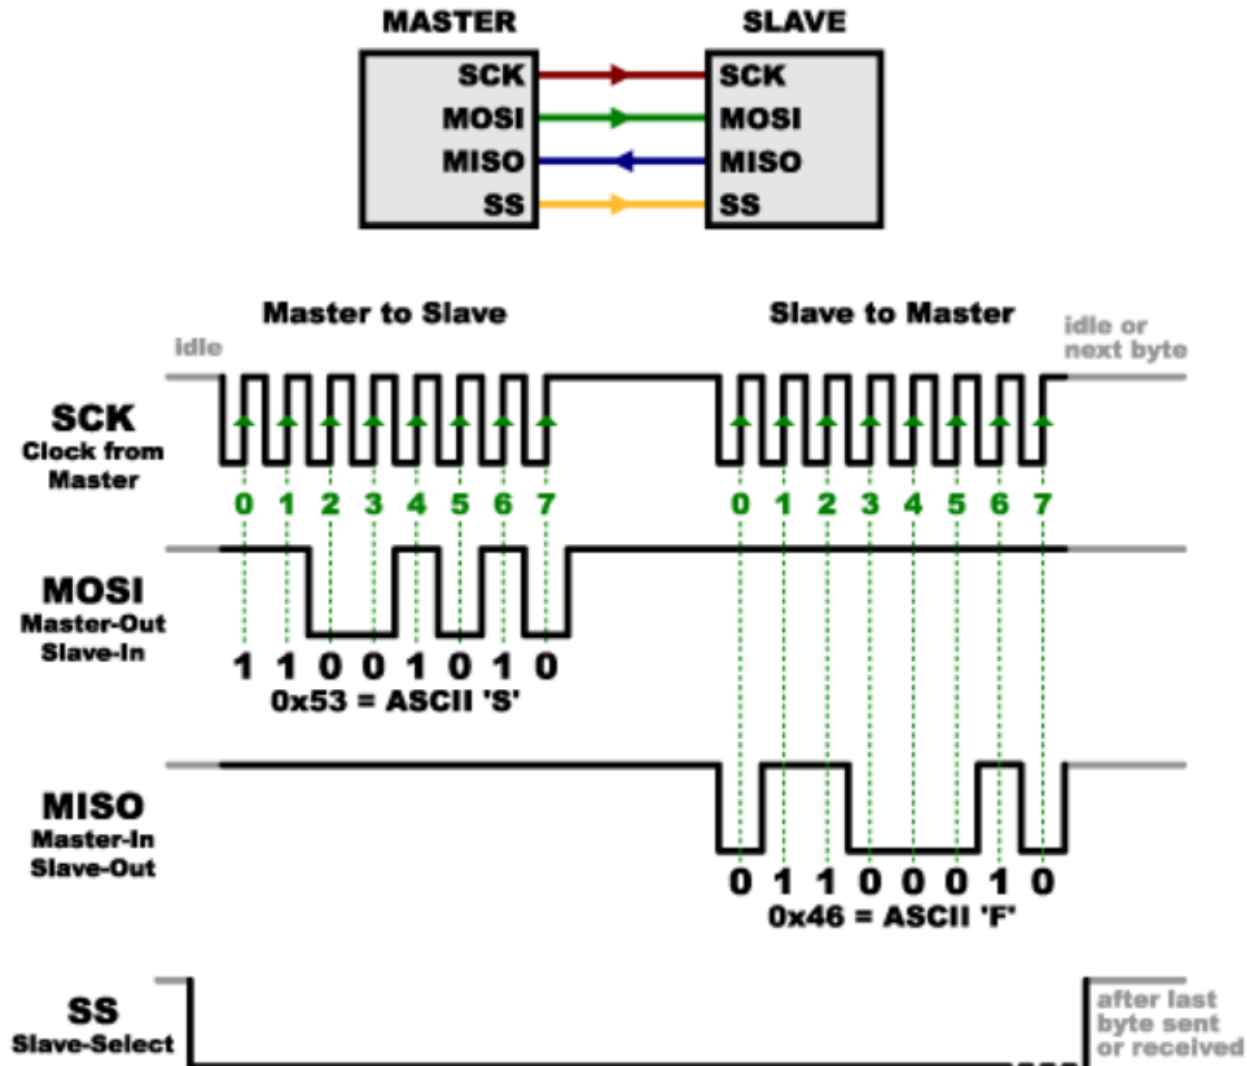 MASTER SLAVE
SCK SCK
MOSI MOSI
MISO MISO
SS SS
Master to Slave Slave to Master
idle
idle or
next byte
SCK
Clock from
Master
0 1 2 3 4 5 6 7 0 1 2 3 4 5 6 7
MOSI
Master-Out
Slave-In
1 1 0 0 1 0 1 0
0x53 = ASCII 'S'
MISO
Master-In
Slave-Out
0 1 1 0 0 0 1 0
0x46 = ASCII 'F'
SS
Slave-Select
after last
byte sent
or received